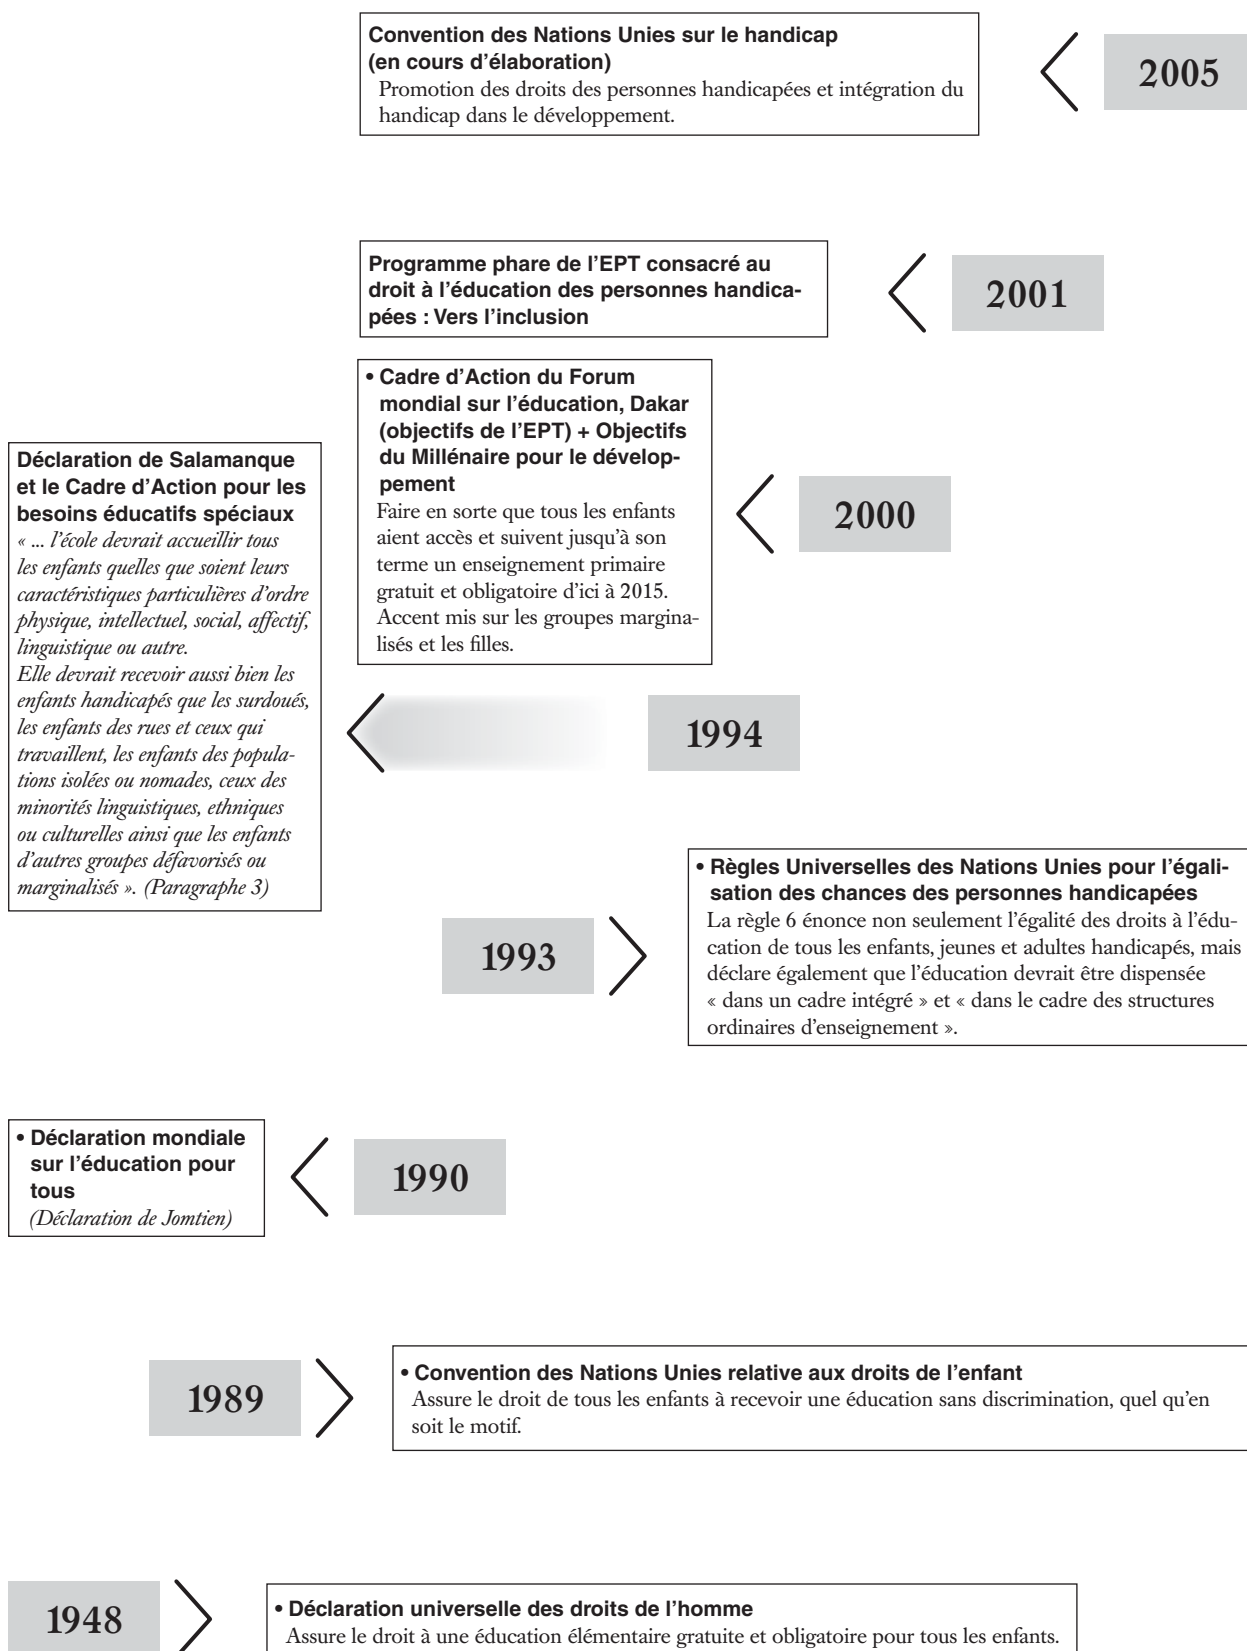 Convention des Nations Unies sur le handicap
(en cours d'élaboration)
Promotion des droits des personnes handicapées et intégration du
handicap dans le développement.
2005
Programme phare de l'EPT consacré au
droit à l'éducation des personnes handica-
pées : Vers l'inclusion
2001
• Cadre d'Action du Forum
mondial sur l'éducation, Dakar
(objectifs de l'EPT) + Objectifs
du Millénaire pour le dévelop-
pement
Faire en sorte que tous les enfants
aient accès et suivent jusqu'à son
terme un enseignement primaire
gratuit et obligatoire d'ici à 2015.
Accent mis sur les groupes margina-
lisés et les filles.
2000
Déclaration de Salamanque
et le Cadre d'Action pour les
besoins éducatifs spéciaux
« ... l'école devrait accueillir tous
les enfants quelles que soient leurs
caractéristiques particulières d'ordre
physique, intellectuel, social, affectif,
linguistique ou autre.
Elle devrait recevoir aussi bien les
enfants handicapés que les surdoués,
les enfants des rues et ceux qui
travaillent, les enfants des popula-
tions isolées ou nomades, ceux des
minorités linguistiques, ethniques
ou culturelles ainsi que les enfants
d'autres groupes défavorisés ou
marginalisés ». (Paragraphe 3)
1994
1993
• Règles Universelles des Nations Unies pour l'égali-
sation des chances des personnes handicapées
La règle 6 énonce non seulement l'égalité des droits à l'édu-
cation de tous les enfants, jeunes et adultes handicapés, mais
déclare également que l'éducation devrait être dispensée
« dans un cadre intégré » et « dans le cadre des structures
ordinaires d'enseignement ».
• Déclaration mondiale
sur l'éducation pour
tous
(Déclaration de Jomtien)
1990
1989
• Convention des Nations Unies relative aux droits de l'enfant
Assure le droit de tous les enfants à recevoir une éducation sans discrimination, quel qu'en
soit le motif.
1948
• Déclaration universelle des droits de l'homme
Assure le droit à une éducation élémentaire gratuite et obligatoire pour tous les enfants.